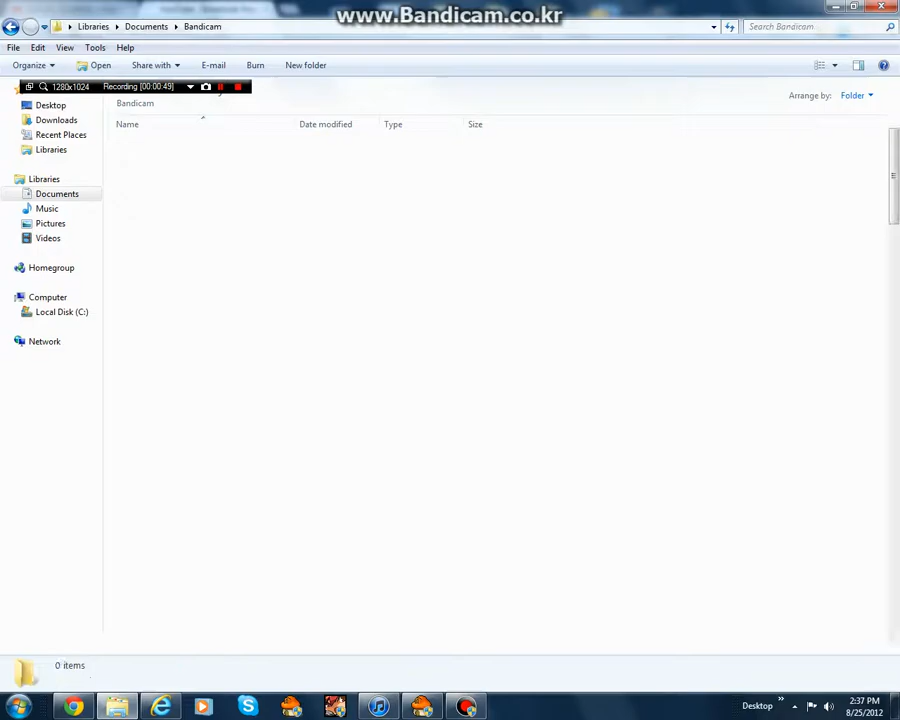 www.Bandicam.co.kr
Libraries Documents Bandicam
Search Bandicam
File Edit View Tools Help
Organize Open Share with E-mail Burn New folder
1280x1024 Recording [00:00:49]
Bandicam
Arrange by: Folder
Name Date modified Type Size
Desktop
Downloads
Recent Places
Libraries
Libraries
Documents
Music
Pictures
Videos
Homegroup
Computer
Local Disk (C:)
Network
0 items
Desktop
2:37 PM
8/25/2012